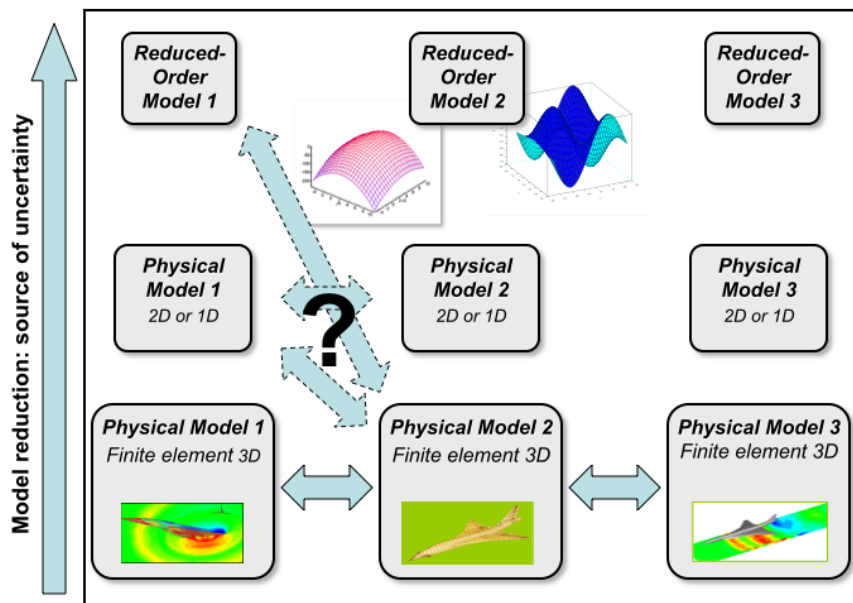 Model reduction: source of uncertainty
Reduced-
Order
Model 1
Reduced-
Order
Model 2
Reduced-
Order
Model 3
Physical
Model 1
2D or 1D
?
Physical
Model 2
2D or 1D
Physical
Model 3
2D or 1D
Physical Model 1
Finite element 3D
Physical Model 2
Finite element 3D
Physical Model 3
Finite element 3D